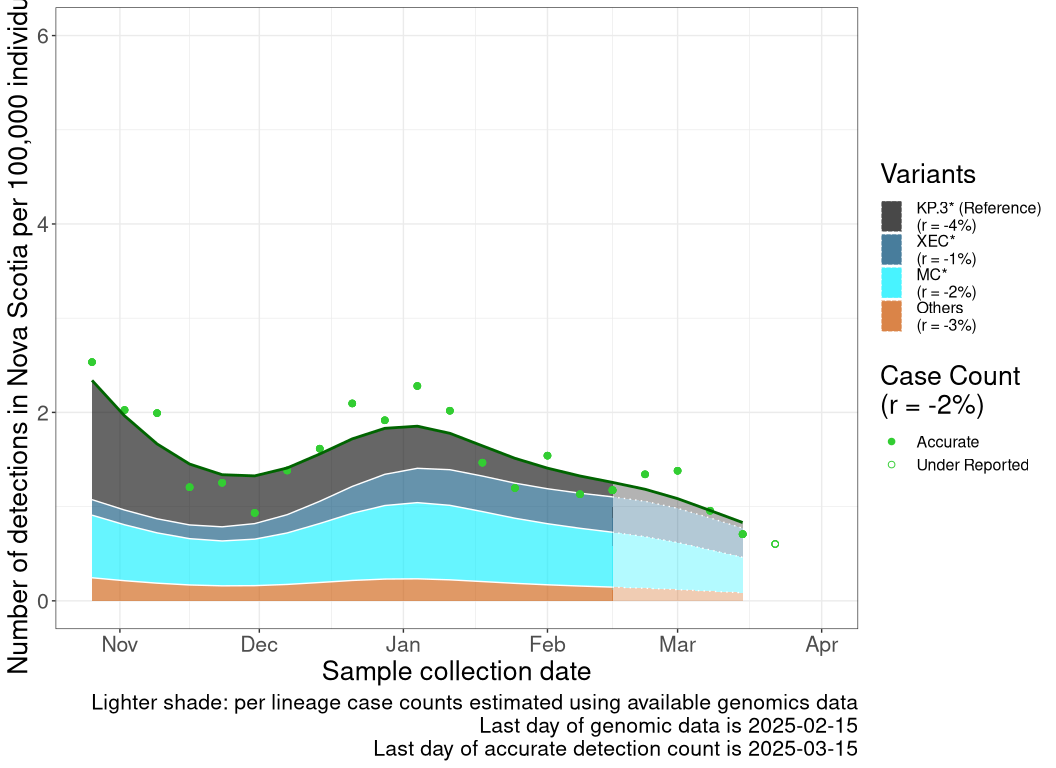 Number of detections in Nova Scotia per 100,000
6
4
2
0
Nov Dec Jan Feb Mar Apr
Sample collection date
Lighter shade: per lineage case counts estimated using available genomics data
Last day of genomic data is 2025-02-15
Last day of accurate detection count is 2025-03-15
Variants
KP.3* (Reference)
(r = -4%)
XEC*
(r = -1%)
MC*
(r = -2%)
Others
(r = -3%)
Case Count
(r = -2%)
Accurate
Under Reported